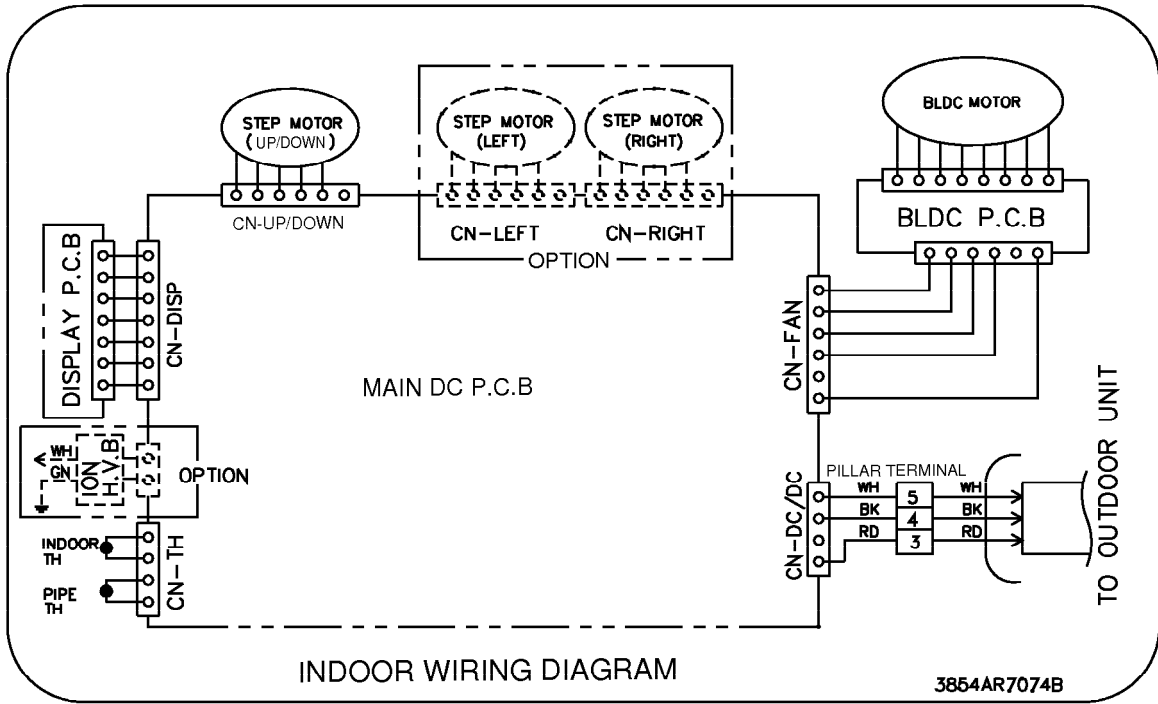 STEP MOTOR
( UP/DOWN )
CN-UP/DOWN
STEP MOTOR
(LEFT)
STEP MOTOR
(RIGHT)
CN-LEFT
CN-RIGHT
OPTION
BLDC MOTOR
BLDC P.C.B
DISPLAY P.C.B
CN-DISP
CN-FAN
MAIN DC P.C.B
WH
GN
ION
H.V.B
OPTION
INDOOR
TH
PIPE
TH
CN-TH
CN-DC/DC
PILLAR TERMINAL
WH 5 WH
BK 4 BK
RD 3 RD
TO OUTDOOR UNIT
INDOOR WIRING DIAGRAM
3854AR7074B